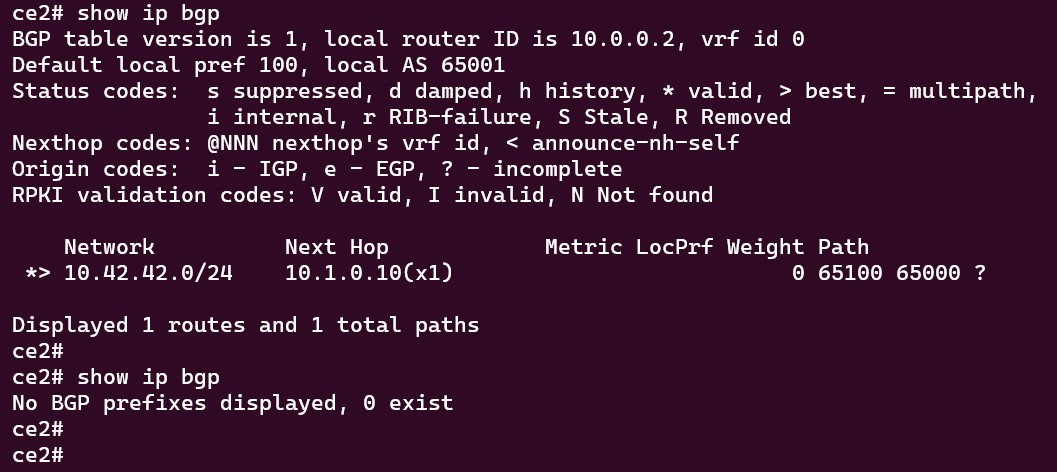 ce2# show ip bgp
BGP table version is 1, local router ID is 10.0.0.2, vrf id 0
Default local pref 100, local AS 65001
Status codes:  s suppressed, d damped, h history, * valid, > best, = multipath,
               i internal, r RIB-failure, S Stale, R Removed
Nexthop codes: @NNN nexthop's vrf id, < announce-nh-self
Origin codes:  i - IGP, e - EGP, ? - incomplete
RPKI validation codes: V valid, I invalid, N Not found

    Network          Next Hop            Metric LocPrf Weight Path
 *> 10.42.42.0/24    10.1.0.10(x1)                          0 65100 65000 ?

Displayed 1 routes and 1 total paths
ce2#
ce2# show ip bgp
No BGP prefixes displayed, 0 exist
ce2#
ce2#